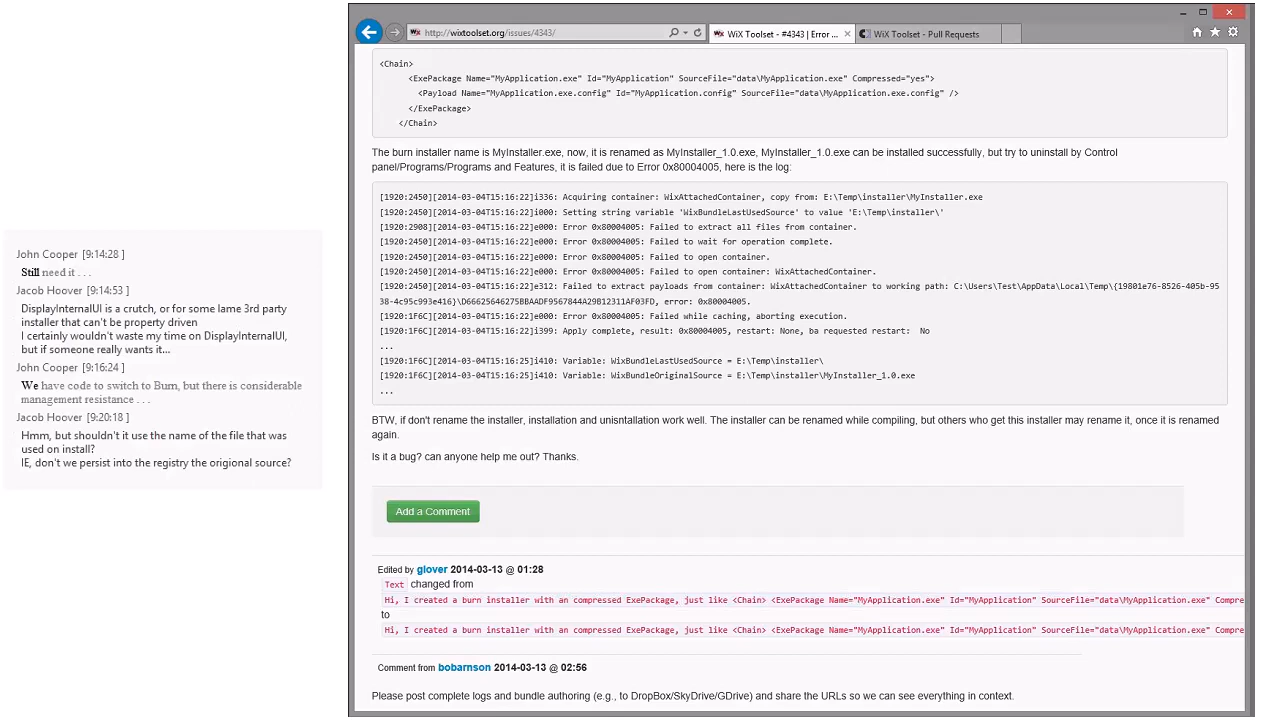 John Cooper [9:14:28 ]
Still need it . . .
Jacob Hoover [9:14:53 ]
DisplayInternalUI is a crutch, or for some lame 3rd party
installer that can't be property driven
I certainly wouldn't waste my time on DisplayInternalUI,
but if someone really wants it...
John Cooper [9:16:24 ]
We have code to switch to Burn, but there is considerable
management resistance . . .
Jacob Hoover [9:20:18 ]
Hmm, but shouldn't it use the name of the file that was
used on install?
IE, don't we persist into the registry the origional source?
http://wixtoolset.org/issues/4343/
WiX Toolset - #4343 | Error ...
WiX Toolset - Pull Requests
<Chain>
<ExePackage Name="MyApplication.exe" Id="MyApplication" SourceFile="data\MyApplication.exe" Compressed="yes">
<Payload Name="MyApplication.exe.config" Id="MyApplication.config" SourceFile="data\MyApplication.exe.config" />
</ExePackage>
</Chain>
The burn installer name is MyInstaller.exe, now, it is renamed as MyInstaller_1.0.exe, MyInstaller_1.0.exe can be installed successfully, but try to uninstall by Control
panel/Programs/Programs and Features, it is failed due to Error 0x80004005, here is the log:
[1920:2450][2014-03-04T15:16:22]i336: Acquiring container: WixAttachedContainer, copy from: E:\Temp\installer\MyInstaller.exe
[1920:2450][2014-03-04T15:16:22]i000: Setting string variable 'WixBundleLastUsedSource' to value 'E:\Temp\installer\'
[1920:2908][2014-03-04T15:16:22]e000: Error 0x80004005: Failed to extract all files from container.
[1920:2450][2014-03-04T15:16:22]e000: Error 0x80004005: Failed to wait for operation complete.
[1920:2450][2014-03-04T15:16:22]e000: Error 0x80004005: Failed to open container.
[1920:2450][2014-03-04T15:16:22]e000: Error 0x80004005: Failed to open container: WixAttachedContainer.
[1920:2450][2014-03-04T15:16:22]e312: Failed to extract payloads from container: WixAttachedContainer to working path: C:\Users\Test\AppData\Local\Temp\{19801e76-8526-405b-95
38-4c95c993e416}\D66625646275BBAADF9567844A29B12311AF03FD, error: 0x80004005.
[1920:1F6C][2014-03-04T15:16:22]e000: Error 0x80004005: Failed while caching, aborting execution.
[1920:1F6C][2014-03-04T15:16:22]i399: Apply complete, result: 0x80004005, restart: None, ba requested restart: No
...
[1920:1F6C][2014-03-04T15:16:25]i410: Variable: WixBundleLastUsedSource = E:\Temp\installer\
[1920:1F6C][2014-03-04T15:16:25]i410: Variable: WixBundleOriginalSource = E:\Temp\installer\MyInstaller_1.0.exe
...
BTW, if don't rename the installer, installation and unisntallation work well. The installer can be renamed while compiling, but others who get this installer may rename it, once it is renamed
again.
Is it a bug? can anyone help me out? Thanks.
Add a Comment
Edited by glover 2014-03-13 @ 01:28
Text changed from
Hi, I created a burn installer with an compressed ExePackage, just like <Chain> <ExePackage Name="MyApplication.exe" Id="MyApplication" SourceFile="data\MyApplication.exe" Compre
to
Hi, I created a burn installer with an compressed ExePackage, just like <Chain> <ExePackage Name="MyApplication.exe" Id="MyApplication" SourceFile="data\MyApplication.exe" Compre
Comment from bobarnson 2014-03-13 @ 02:56
Please post complete logs and bundle authoring (e.g., to DropBox/SkyDrive/GDrive) and share the URLs so we can see everything in context.